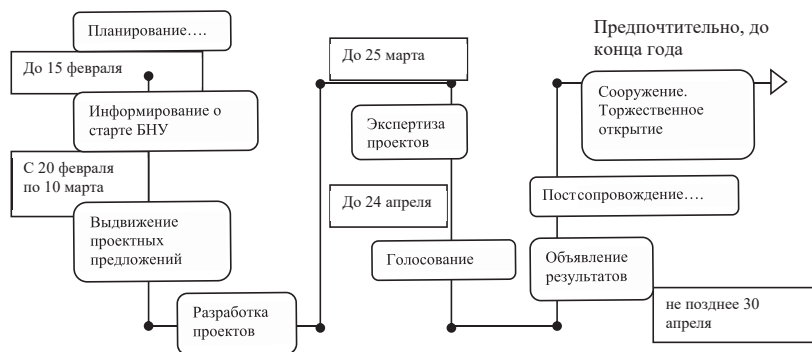 Планирование….
До 15 февраля
Информирование о
старте БНУ
С 20 февраля
по 10 марта
Выдвижение
проектных
предложений
Разработка
проектов
До 25 марта
Экспертиза
проектов
До 24 апреля
Голосование
Предпочтительно, до
конца года
Сооружение.
Торжественное
открытие
Постсопровождение….
Объявление
результатов
не позднее 30
апреля